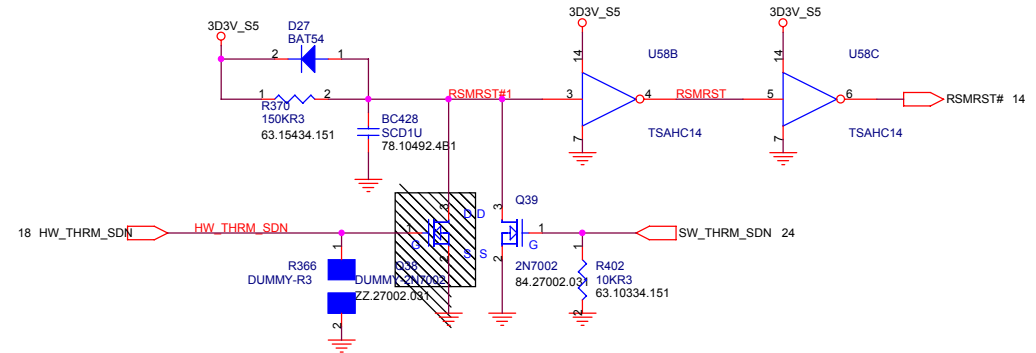 3D3V_S5
D27
BAT54
2
1
1
2
R370
150KR3
63.15434.151
BC428
SCD1U
78.10492.4B1
RSMRST#1
3D3V_S5
14
U58B
3
4
7
TSAHC14
RSMRST
3D3V_S5
14
U58C
5
6
7
TSAHC14
RSMRST# 14
18 HW_THRM_SDN
HW_THRM_SDN
1
R366
DUMMY-R3
2
1
G
3
D
S
2
Q38
DUMMY-2N7002
ZZ.27002.031
Q39
3
D
1
G
S
2
2N7002
84.27002.031
1
R402
10KR3
63.10334.151
2
SW_THRM_SDN 24